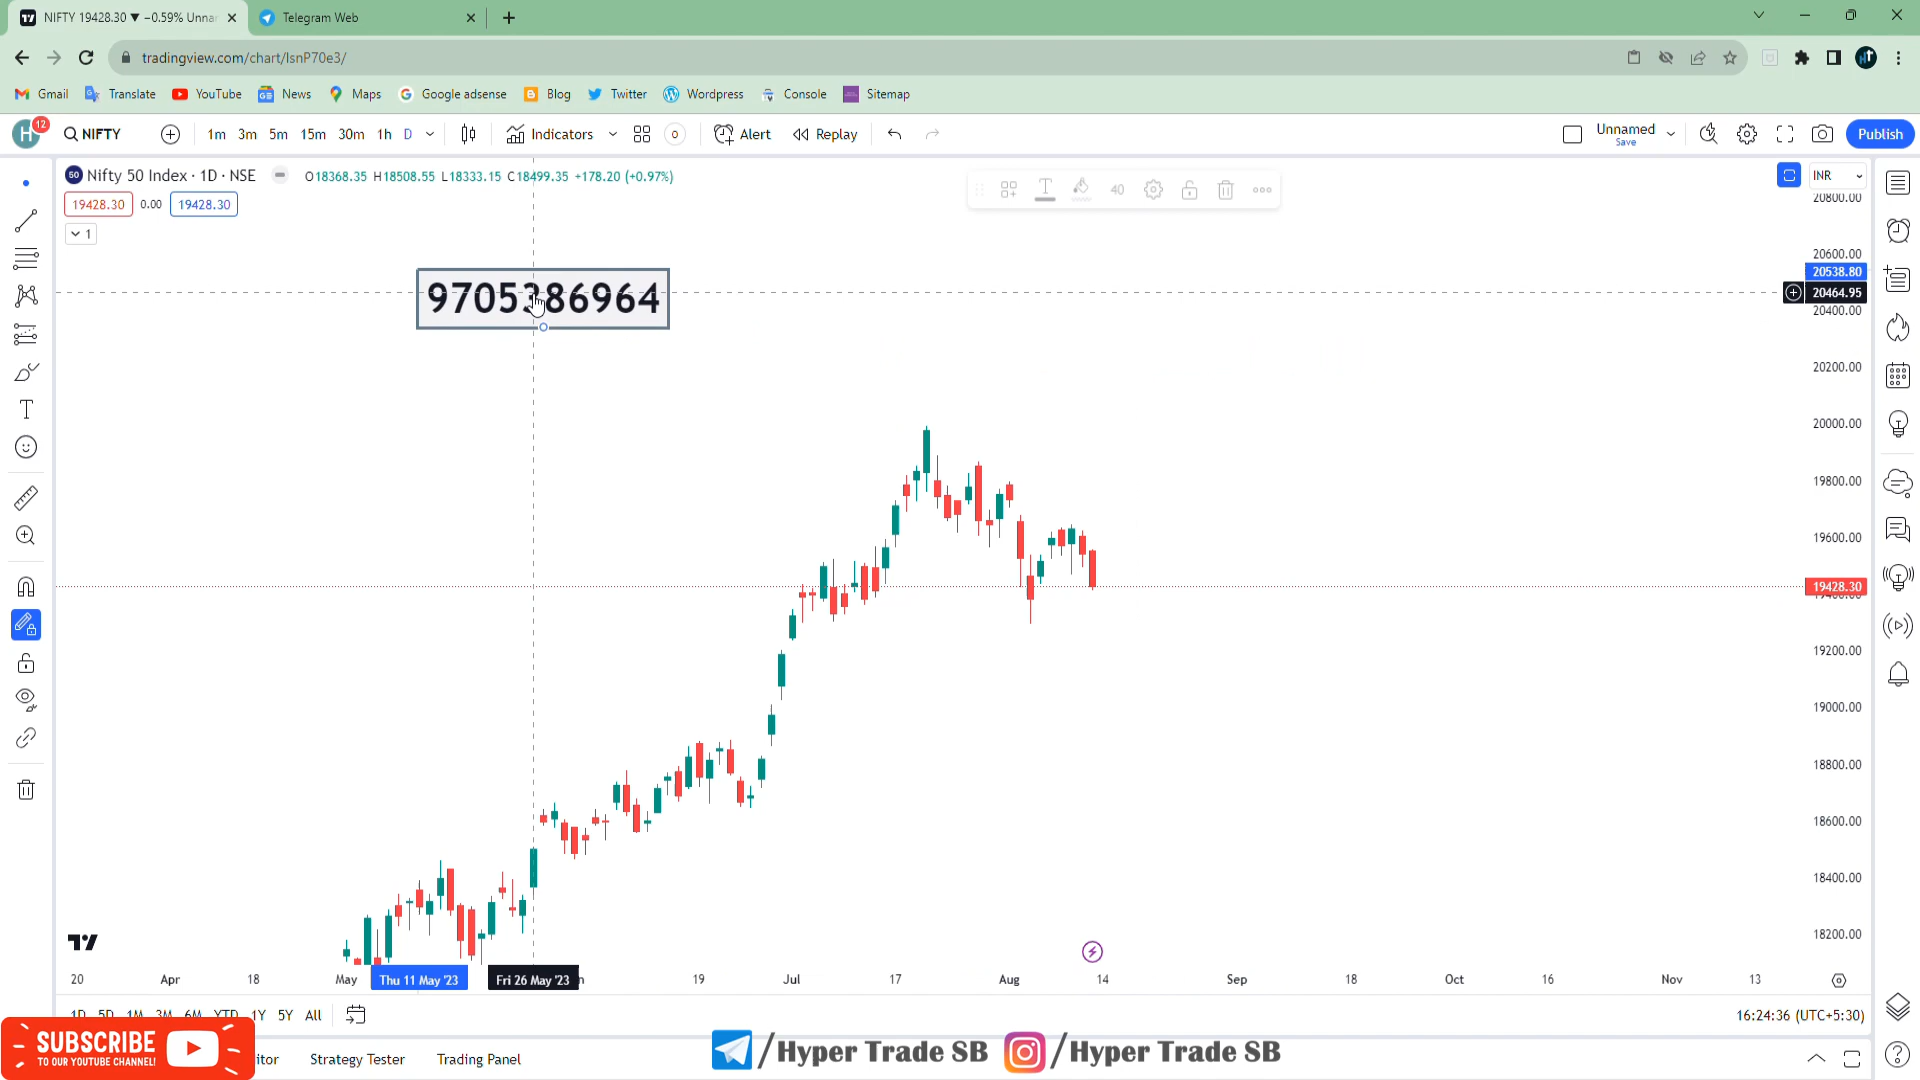 NIFTY 19428.30 ▼ −0.59% Unnar
Telegram Web
tradingview.com/chart/IsnP70e3/
Gmail Translate YouTube News Maps Google adsense Blog Twitter Wordpress Console Sitemap
H 12 NIFTY 1m 3m 5m 15m 30m 1h D Indicators Alert Replay Unnamed Save Publish
50 Nifty 50 Index · 1D · NSE O18368.35 H18508.55 L18333.15 C18499.35 +178.20 (+0.97%)
40
INR
19428.30 0.00 19428.30
1
9705386964
20800.00
20600.00
20538.80
20464.95
20400.00
20200.00
20000.00
19800.00
19600.00
19428.30
19200.00
19000.00
18800.00
18600.00
18400.00
18200.00
20 Apr 18 May Thu 11 May '23 Fri 26 May '23 19 Jul 17 Aug 14 Sep 18 Oct 16 Nov 13
1D 5D 1M 3M 6M YTD 1Y 5Y All
16:24:36 (UTC+5:30)
SUBSCRIBE
TO OUR YOUTUBE CHANNEL!
itor Strategy Tester Trading Panel
/Hyper Trade SB /Hyper Trade SB